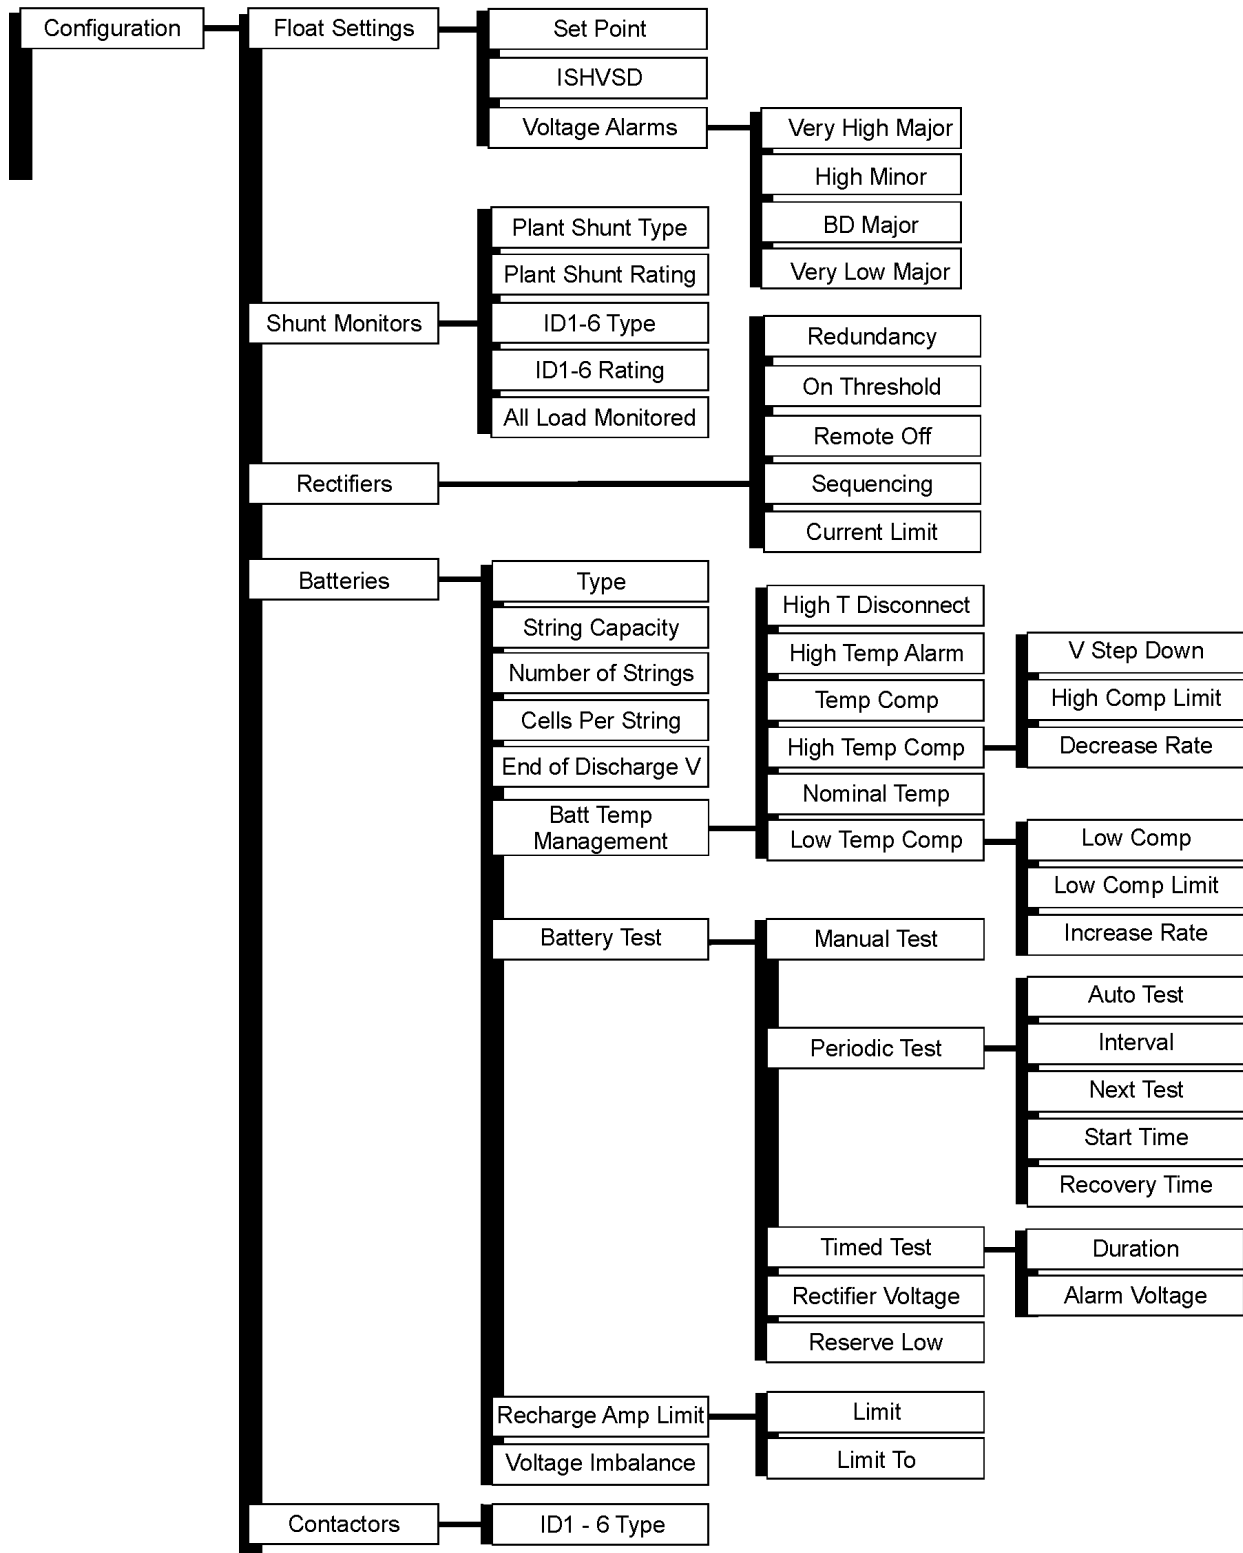 Configuration
Float Settings
Set Point
ISHVSD
Voltage Alarms
Very High Major
High Minor
BD Major
Very Low Major
Shunt Monitors
Plant Shunt Type
Plant Shunt Rating
ID1-6 Type
ID1-6 Rating
All Load Monitored
Rectifiers
Redundancy
On Threshold
Remote Off
Sequencing
Current Limit
Batteries
Type
String Capacity
Number of Strings
Cells Per String
End of Discharge V
Batt Temp
Management
High T Disconnect
High Temp Alarm
Temp Comp
High Temp Comp
V Step Down
High Comp Limit
Decrease Rate
Nominal Temp
Low Temp Comp
Low Comp
Low Comp Limit
Increase Rate
Battery Test
Manual Test
Periodic Test
Auto Test
Interval
Next Test
Start Time
Recovery Time
Timed Test
Duration
Alarm Voltage
Rectifier Voltage
Reserve Low
Recharge Amp Limit
Limit
Limit To
Voltage Imbalance
Contactors
ID1 - 6 Type